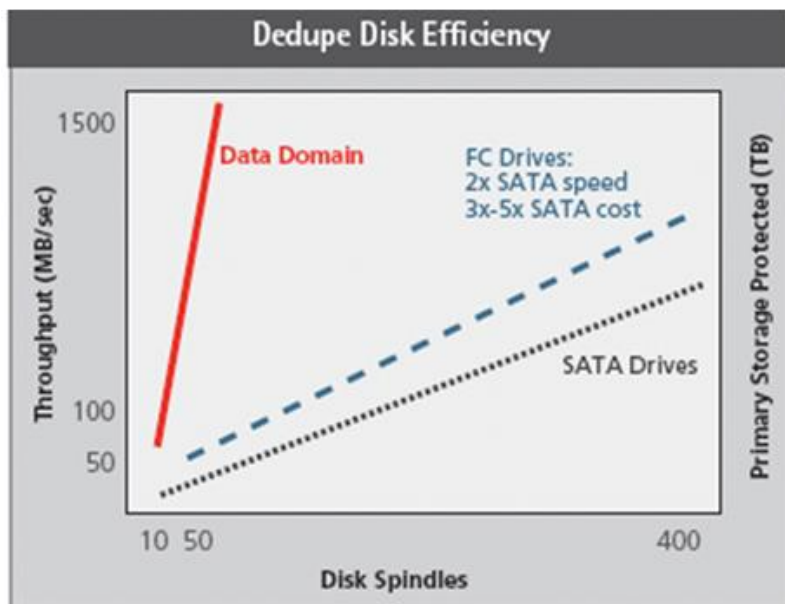 Dedupe Disk Efficiency
1500
Data Domain
FC Drives:
2x SATA speed
3x-5x SATA cost
Throughput (MB/sec)
Primary Storage Protected (TB)
SATA Drives
100
50
10 50 400
Disk Spindles